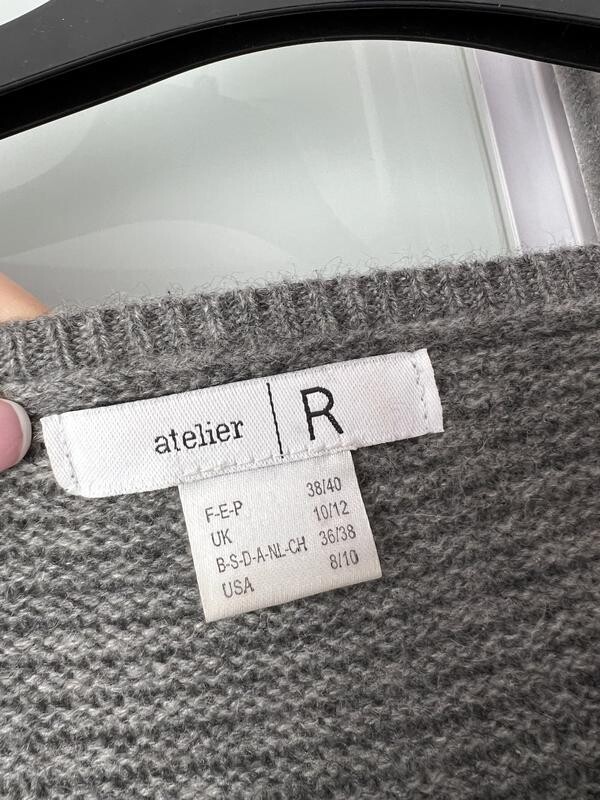 atelier | R
F-E-P 38/40
UK 10/12
B-S-D-A-NL-CH 36/38
USA 8/10